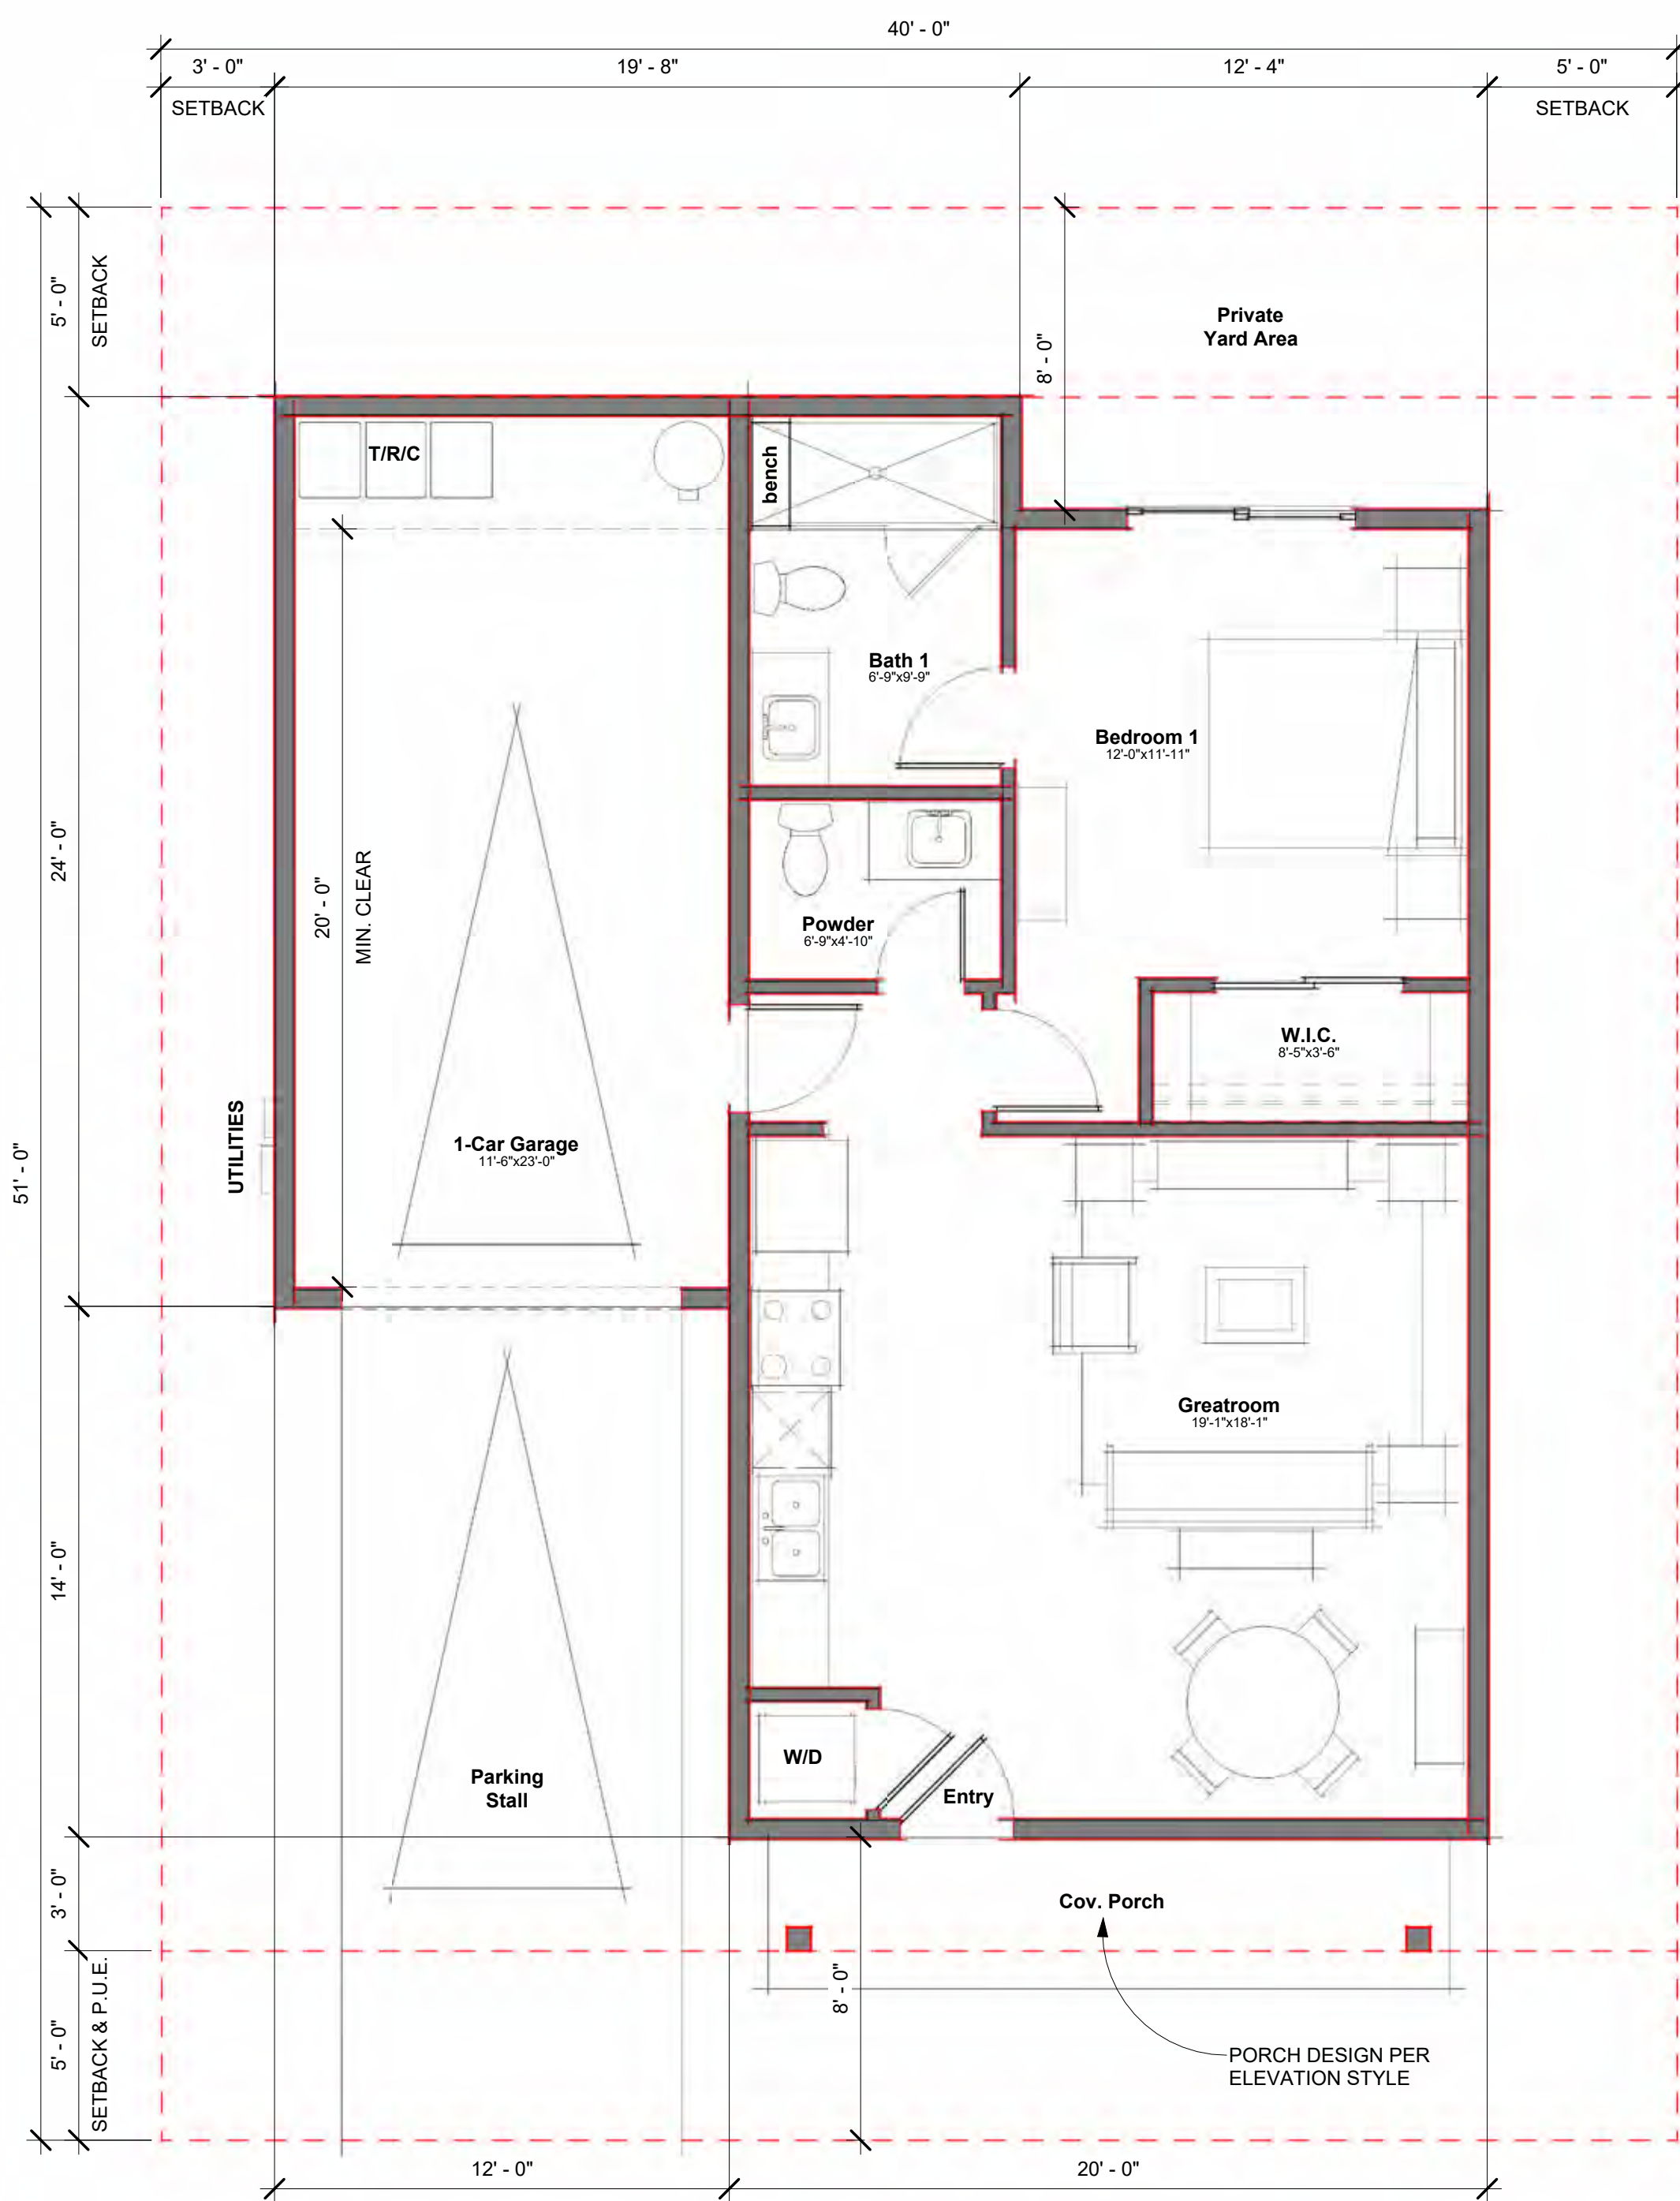 40' - 0"
3' - 0"
19' - 8"
12' - 4"
5' - 0"
SETBACK
SETBACK
5' - 0"
SETBACK
8' - 0"
Private
Yard Area
T/R/C
bench
Bath 1
6'-9"x9'-9"
Bedroom 1
12'-0"x11'-11"
24' - 0"
20' - 0"
MIN. CLEAR
Powder
6'-9"x4'-10"
W.I.C.
8'-5"x3'-6"
51' - 0"
UTILITIES
1-Car Garage
11'-6"x23'-0"
Greatroom
19'-1"x18'-1"
14' - 0"
W/D
Entry
Parking
Stall
3' - 0"
Cov. Porch
8' - 0"
5' - 0"
SETBACK & P.U.E.
PORCH DESIGN PER
ELEVATION STYLE
12' - 0"
20' - 0"